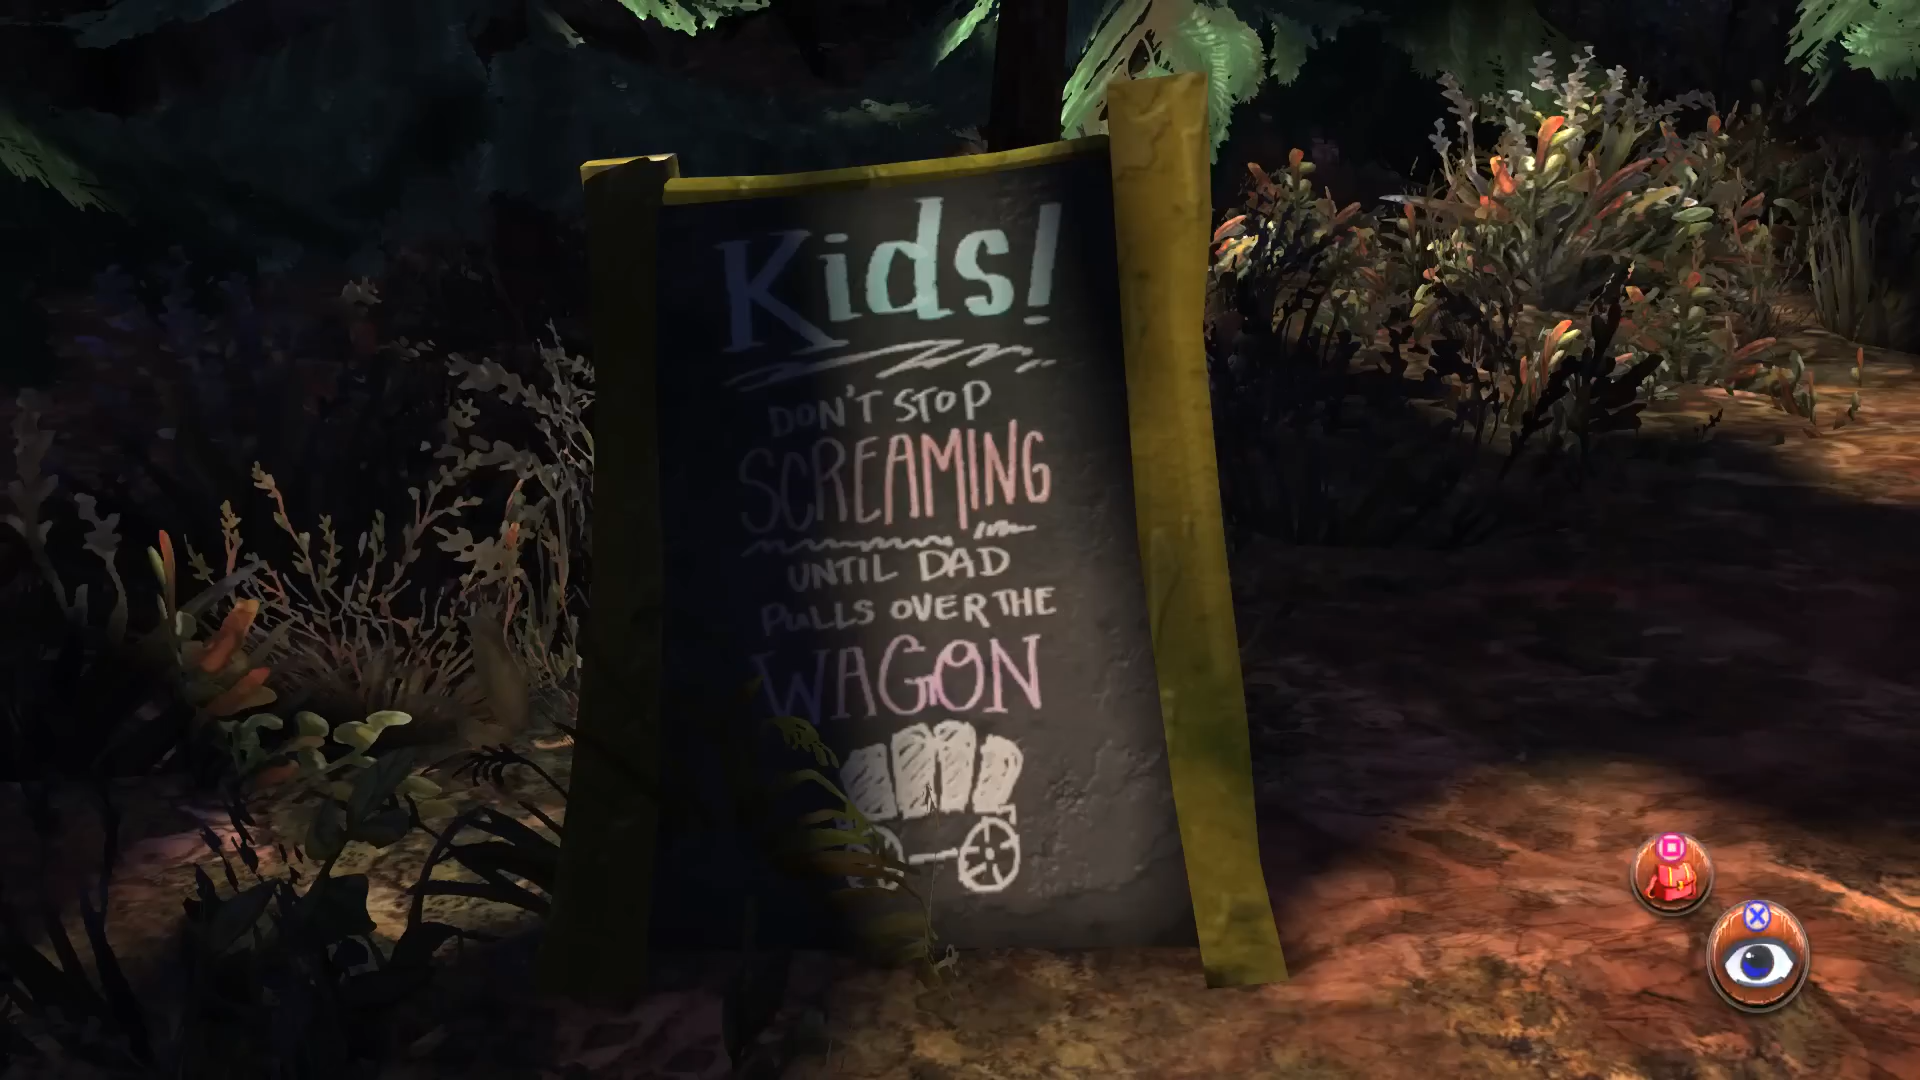 Kids!
DON'T STOP
SCREAMING
UNTIL DAD
PULLS OVER THE
WAGON